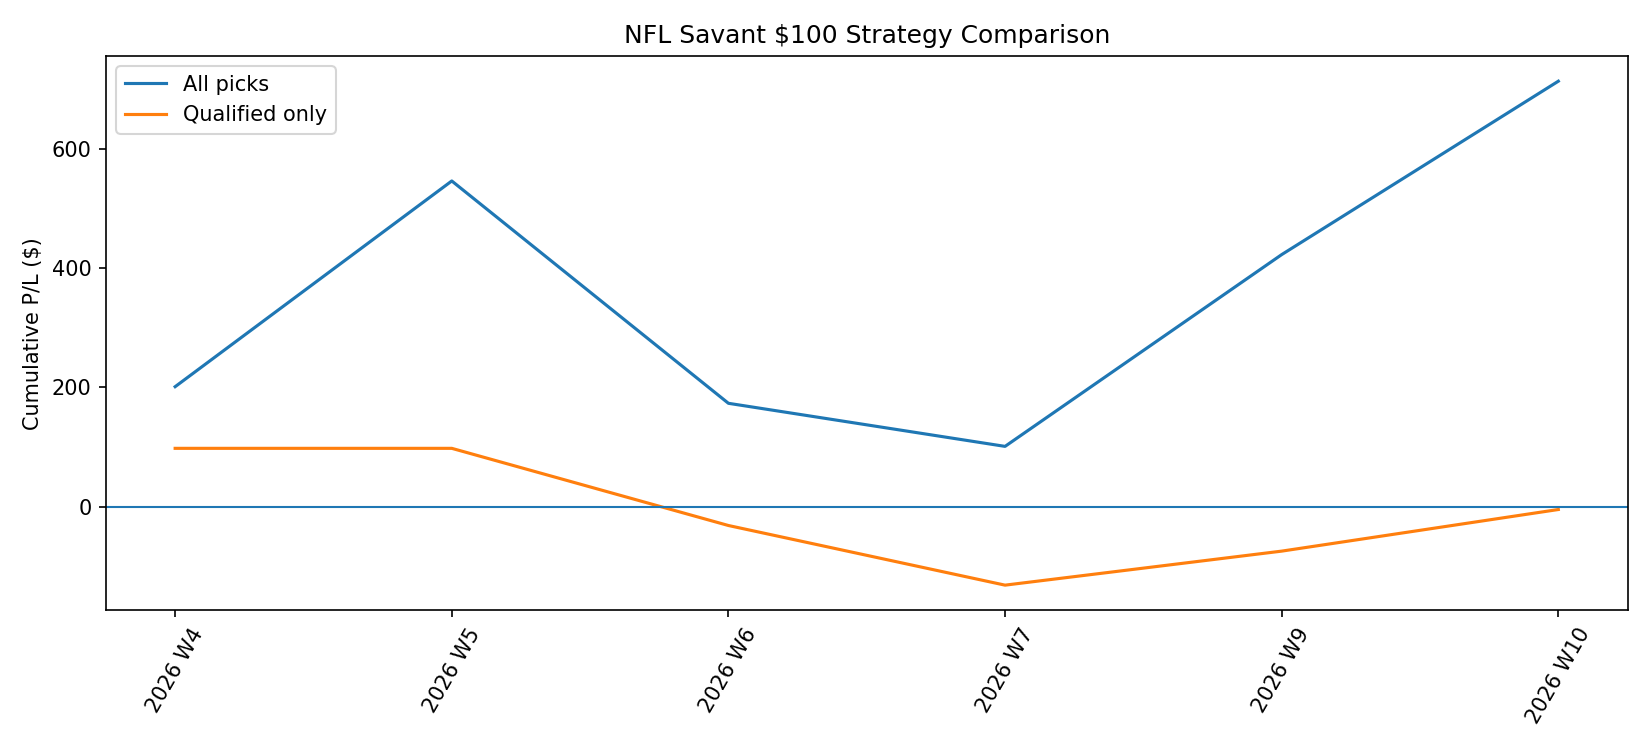 NFL Savant $100 Strategy Comparison
All picks
Qualified only
Cumulative P/L ($)
600
400
200
0
2026 W4
2026 W5
2026 W6
2026 W7
2026 W9
2026 W10